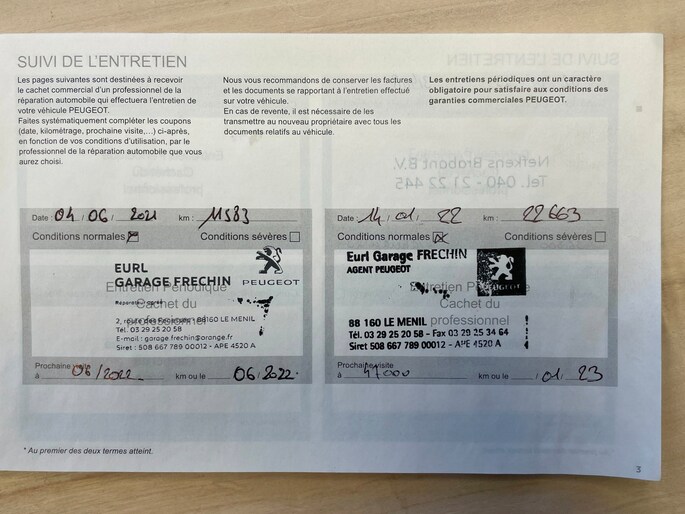 SUIVI DE L'ENTRETIEN
Les pages suivantes sont destinées à recevoir
le cachet commercial d'un professionnel de la
réparation automobile qui effectuera l'entretien de
votre véhicule PEUGEOT.
Faites systématiquement compléter les coupons
(date, kilométrage, prochaine visite,...) ci-après,
en fonction de vos conditions d'utilisation, par le
professionnel de la réparation automobile que vous
aurez choisi.
Nous vous recommandons de conserver les factures
et les documents se rapportant à l'entretien effectué
sur votre véhicule.
En cas de revente, il est nécessaire de les
transmettre au nouveau propriétaire avec tous les
documents relatifs au véhicule.
Les entretiens périodiques ont un caractère
obligatoire pour satisfaire aux conditions des
garanties commerciales PEUGEOT.
Date : 04 / 06 / 2021 km : 11583
Conditions normales Conditions sévères
EURL
GARAGE FRECHIN
PEUGEOT
Entretien Périodique
Cachet du
professionnel
88160 LE MENIL
Tél. 03 29 25 20 58
E-mail : garage.frechin@orange.fr
Siret : 508 667 789 00012 - APE 4520 A
Prochaine visite
à 06/2022 km ou le 06/2022
Date : 14 / 01 / 22 km : 22663
Conditions normales Conditions sévères
Eurl Garage FRECHIN
AGENT PEUGEOT
PEUGEOT
Entretien
Cachet du
professionnel
88 160 LE MENIL
Tél. 03 29 25 20 58 - Fax 03 29 25 34 64
Siret 508 667 789 00012 - APE 4520 A
Prochaine visite
à km ou le / 01 / 23
* Au premier des deux termes atteint.
3